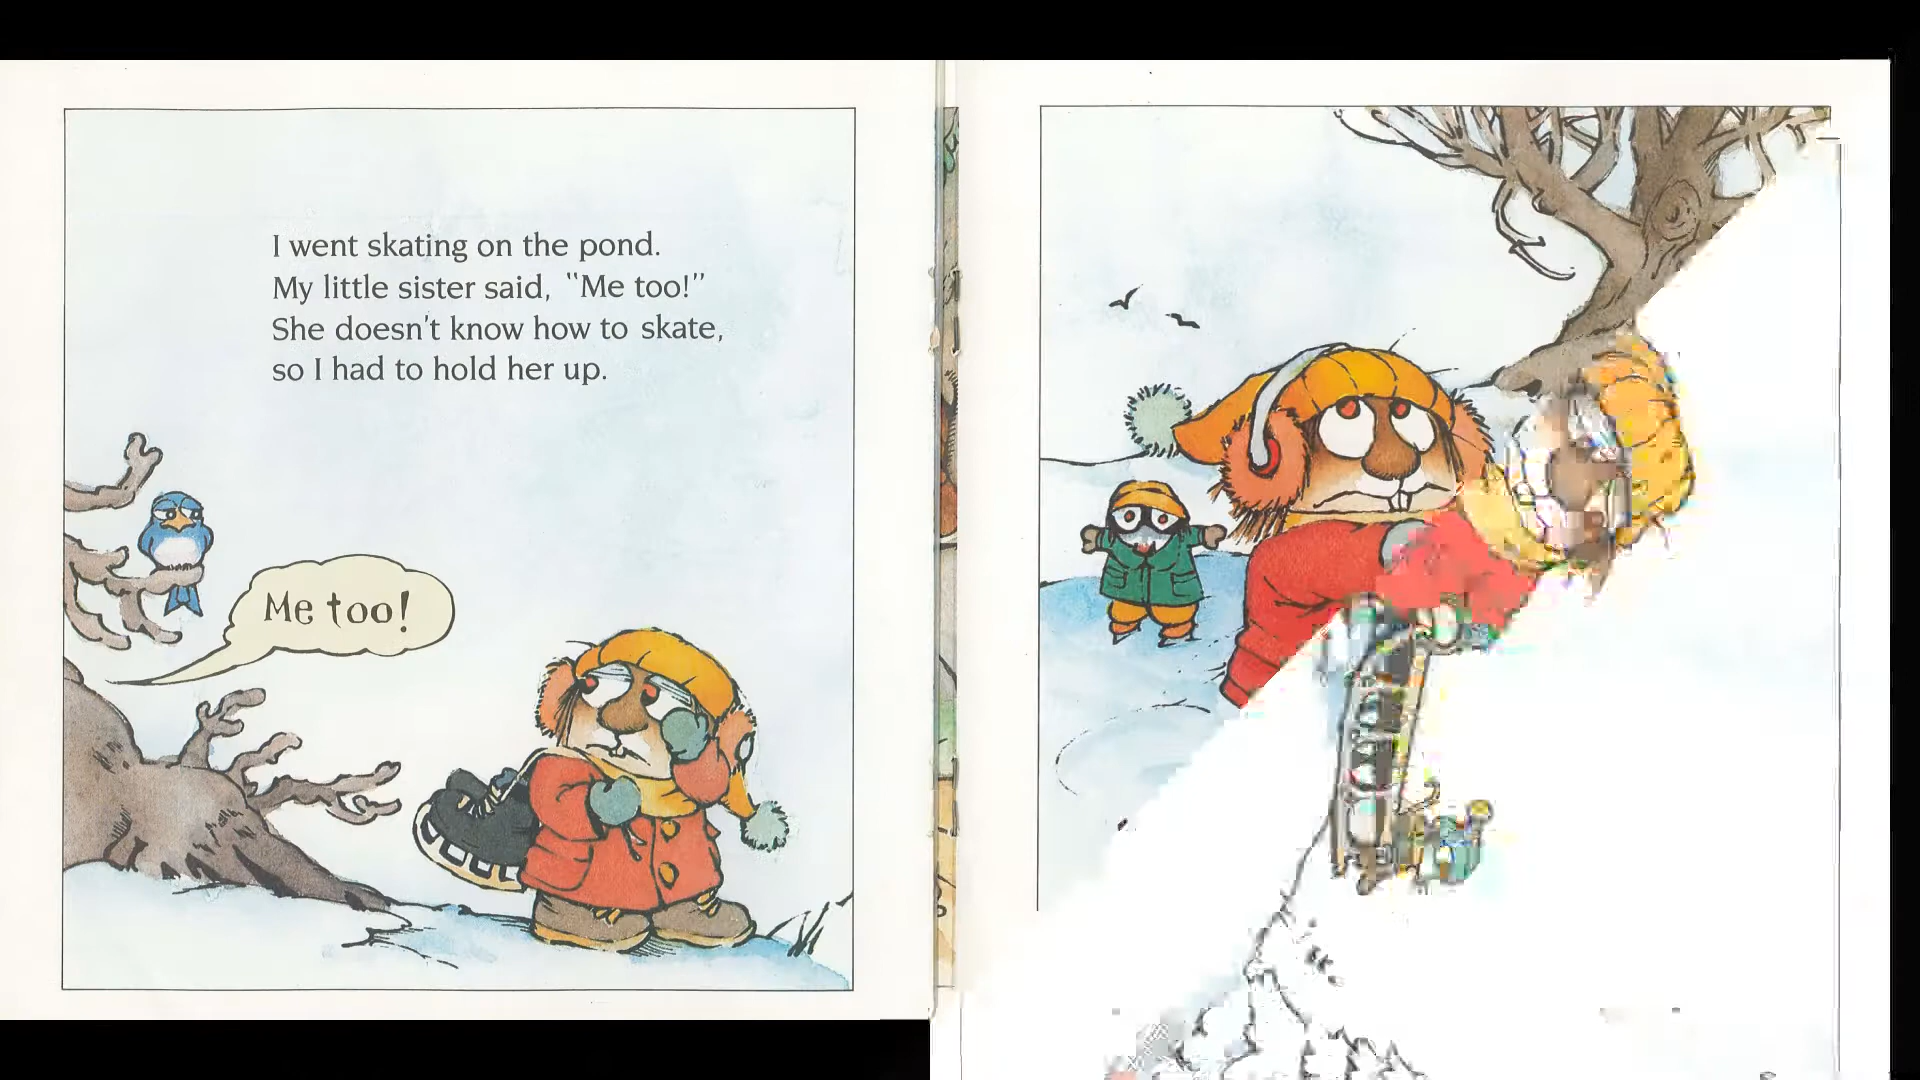 I went skating on the pond.
My little sister said, "Me too!"
She doesn't know how to skate,
so I had to hold her up.
Me too!